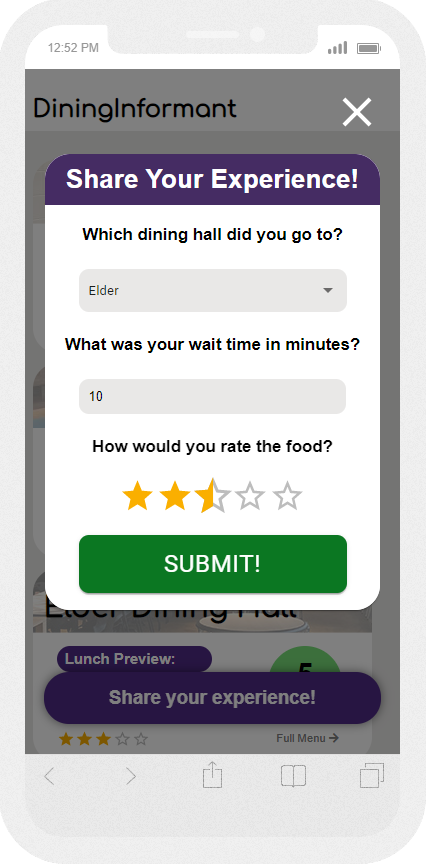 12:52 PM
DiningInformant
Share Your Experience!
Which dining hall did you go to?
Elder
What was your wait time in minutes?
10
How would you rate the food?
SUBMIT!
Elder Dining Hall
Lunch Preview:
5
Share your experience!
Full Menu →